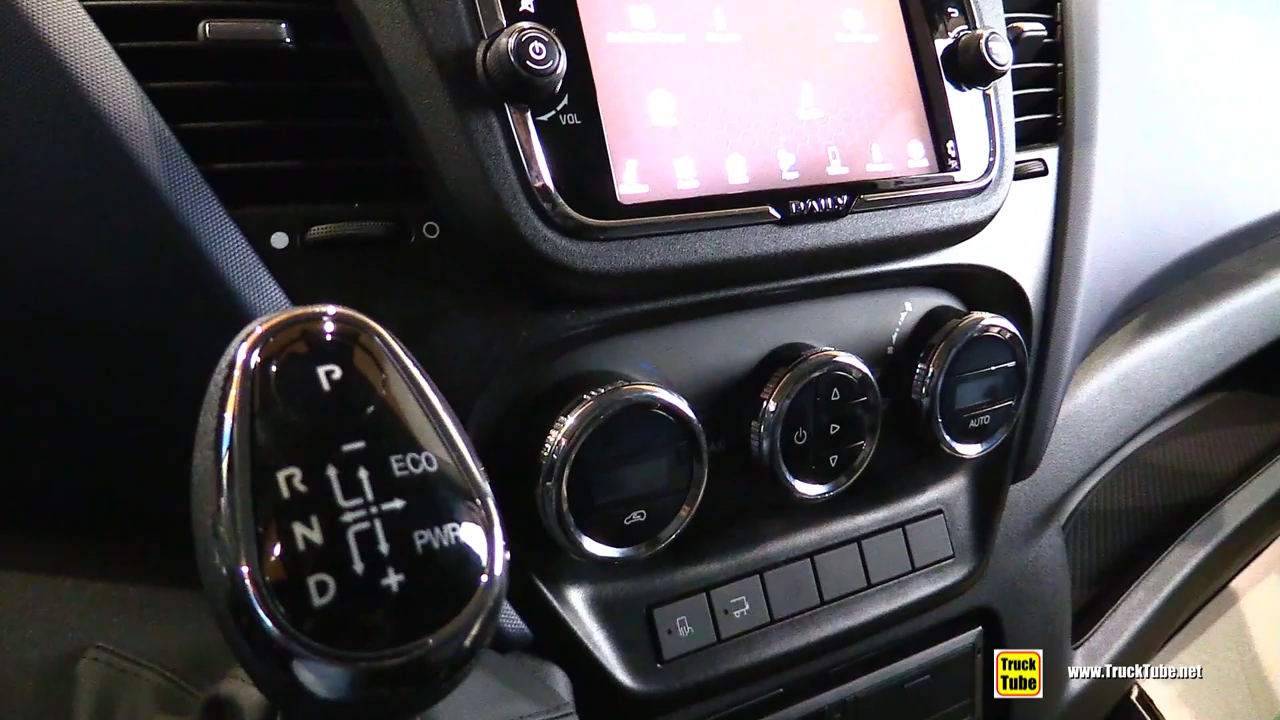 VOL
DAILY
P
−
R
ECO
N
PWR
D
+
AUTO
Truck
Tube
www.TruckTube.net